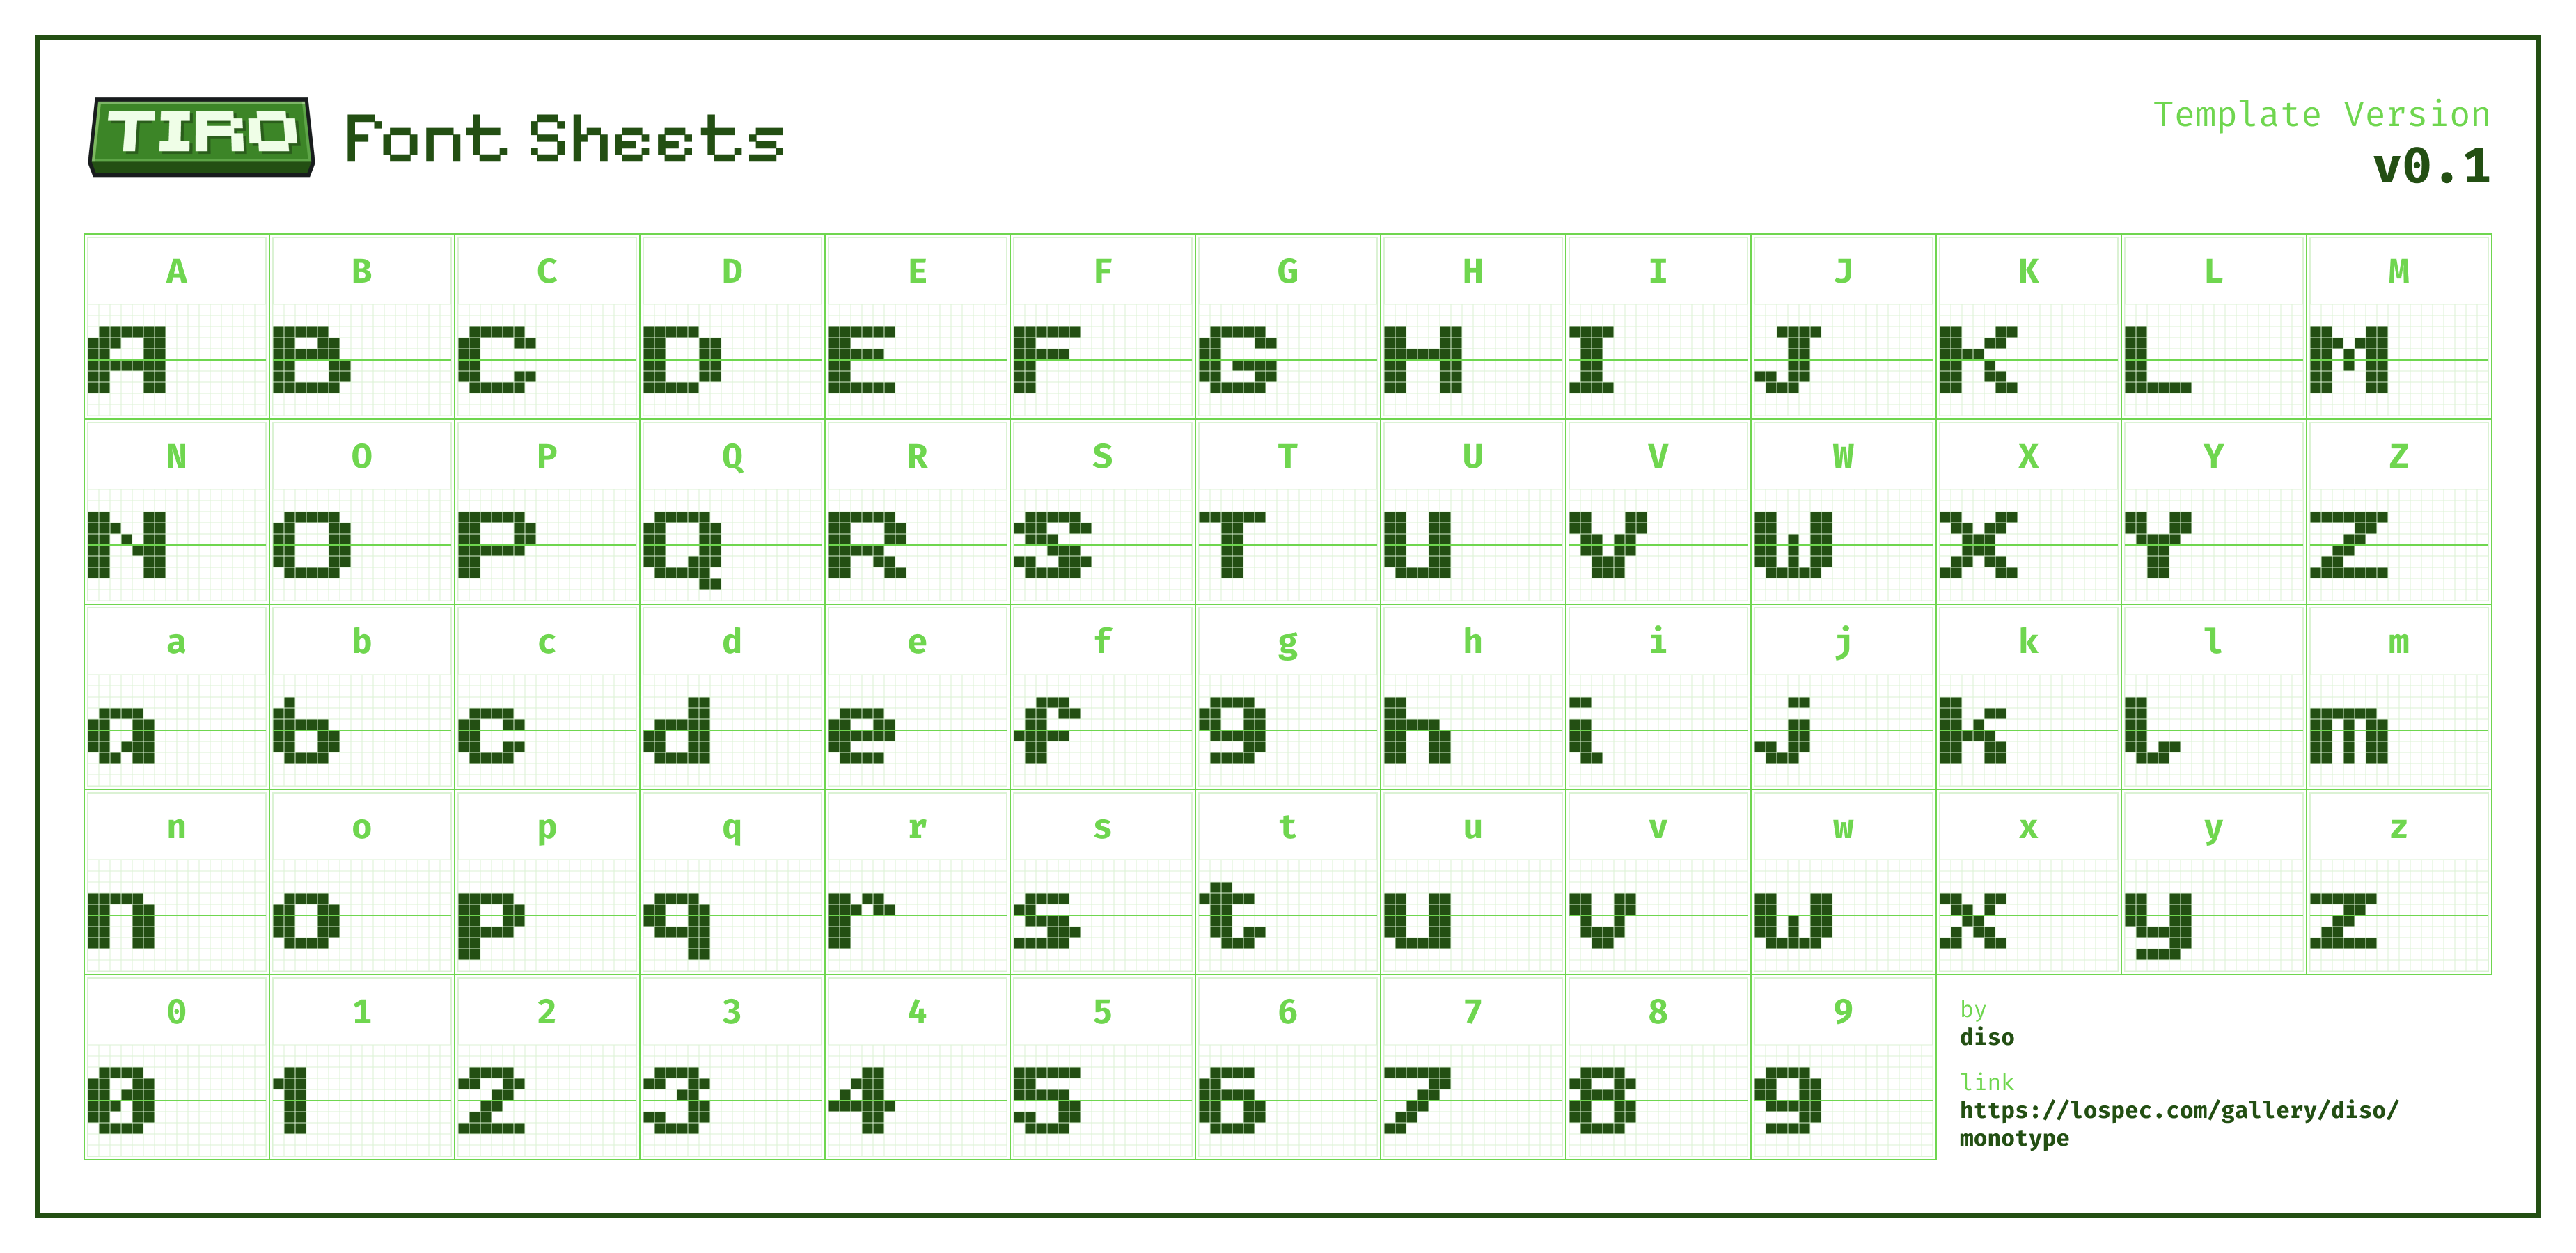 TIRO Font Sheets
Template Version
v0.1
A B C D E F G H I J K L M
A B C D E F G H I J K L M
N O P Q R S T U V W X Y Z
N O P Q R S T U V W X Y Z
a b c d e f g h i j k l m
a b c d e f g h i j k l m
n o p q r s t u v w x y z
n o p q r s t u v w x y z
0 1 2 3 4 5 6 7 8 9
0 1 2 3 4 5 6 7 8 9
by
diso
link
https://lospec.com/gallery/diso/
monotype